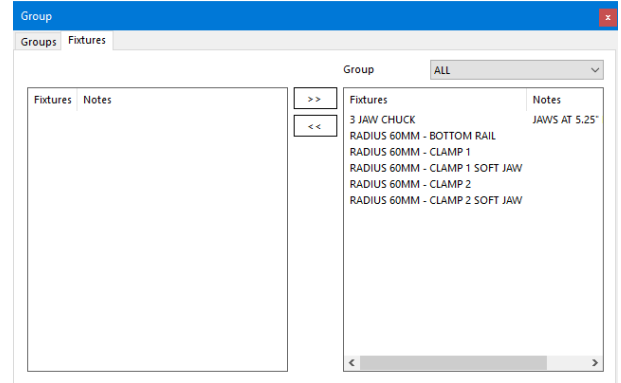 Group
x
Groups Fixtures
Group ALL
Fixtures Notes
>>
<<
Fixtures Notes
3 JAW CHUCK JAWS AT 5.25"
RADIUS 60MM - BOTTOM RAIL
RADIUS 60MM - CLAMP 1
RADIUS 60MM - CLAMP 1 SOFT JAW
RADIUS 60MM - CLAMP 2
RADIUS 60MM - CLAMP 2 SOFT JAW